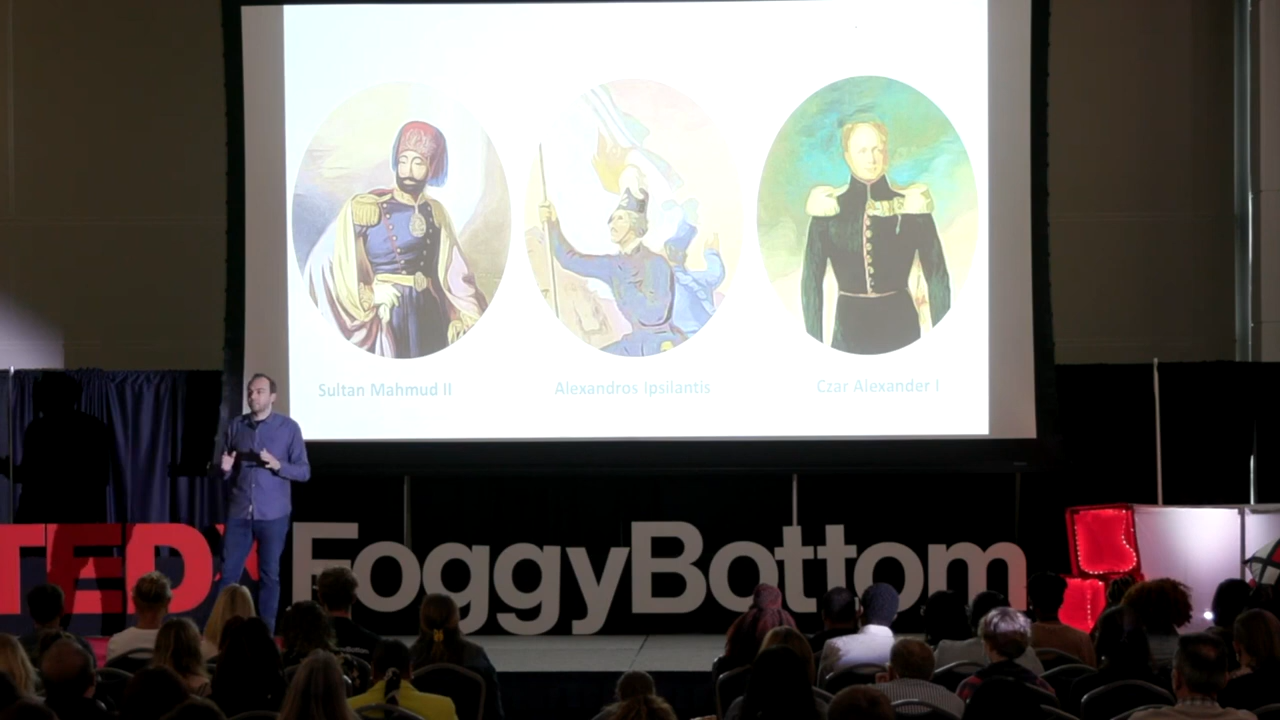 Sultan Mahmud II
Alexandros Ipsilantis
Czar Alexander I
TEDx FoggyBottom